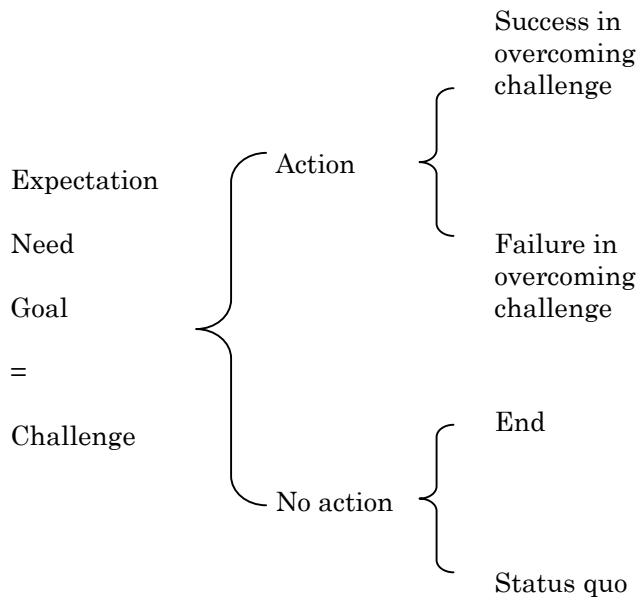 Expectation
Need
Goal
=
Challenge
Action
No action
Success in
overcoming
challenge
Failure in
overcoming
challenge
End
Status quo